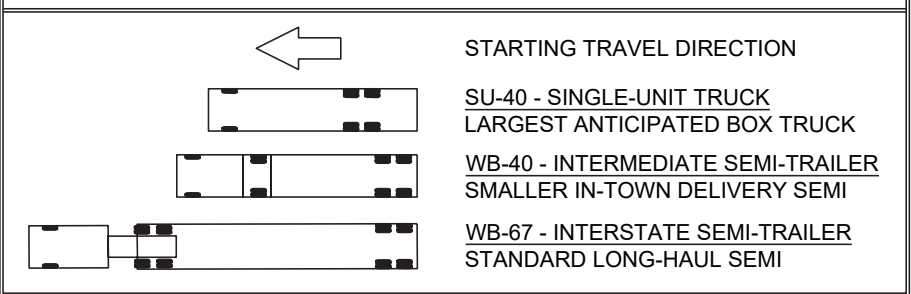 STARTING TRAVEL DIRECTION
SU-40 - SINGLE-UNIT TRUCK
LARGEST ANTICIPATED BOX TRUCK
WB-40 - INTERMEDIATE SEMI-TRAILER
SMALLER IN-TOWN DELIVERY SEMI
WB-67 - INTERSTATE SEMI-TRAILER
STANDARD LONG-HAUL SEMI